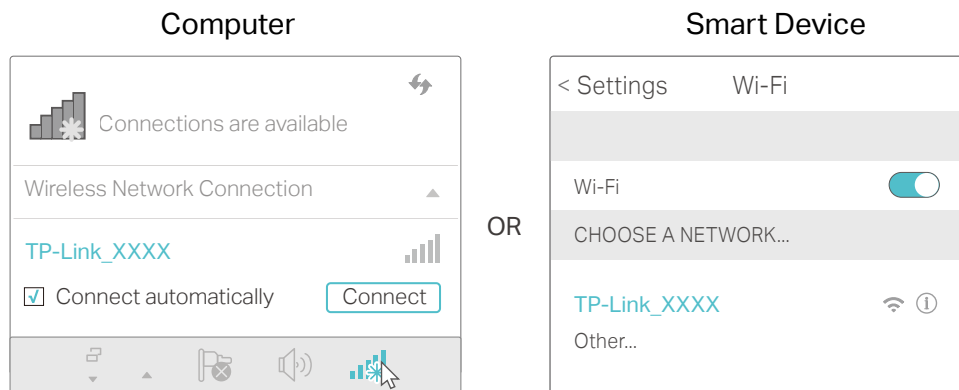 Computer
Connections are available
Wireless Network Connection
TP-Link_XXXX
Connect automatically
Connect
OR
Smart Device
< Settings
Wi-Fi
Wi-Fi
CHOOSE A NETWORK...
TP-Link_XXXX
Other...